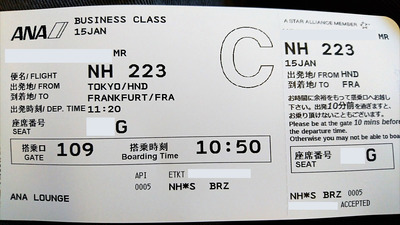 ANA
BUSINESS CLASS
15JAN
MR
便名/FLIGHT NH 223
出発地/FROM TOKYO/HND
到着地/TO FRANKFURT/FRA
出発時刻/DEP. TIME 11:20
C
座席番号
SEAT G
搭乗口 搭乗時刻
GATE 109 Boarding Time 10:50
API ETKT
0005 NH*S BRZ
ANA LOUNGE
A STAR ALLIANCE MEMBER
MR
NH 223
15JAN
出発地/FROM HND
到着地/TO FRA
お時間に余裕をもって搭乗口へお越し
下さい。出発10分前を過ぎますと、
お乗り頂けないこともございます。
Please be at the gate 10 mins before
the departure time.
Otherwise you may not be able to boa
座席番号
SEAT G
0005
NH*S BRZ
ACCEPTED